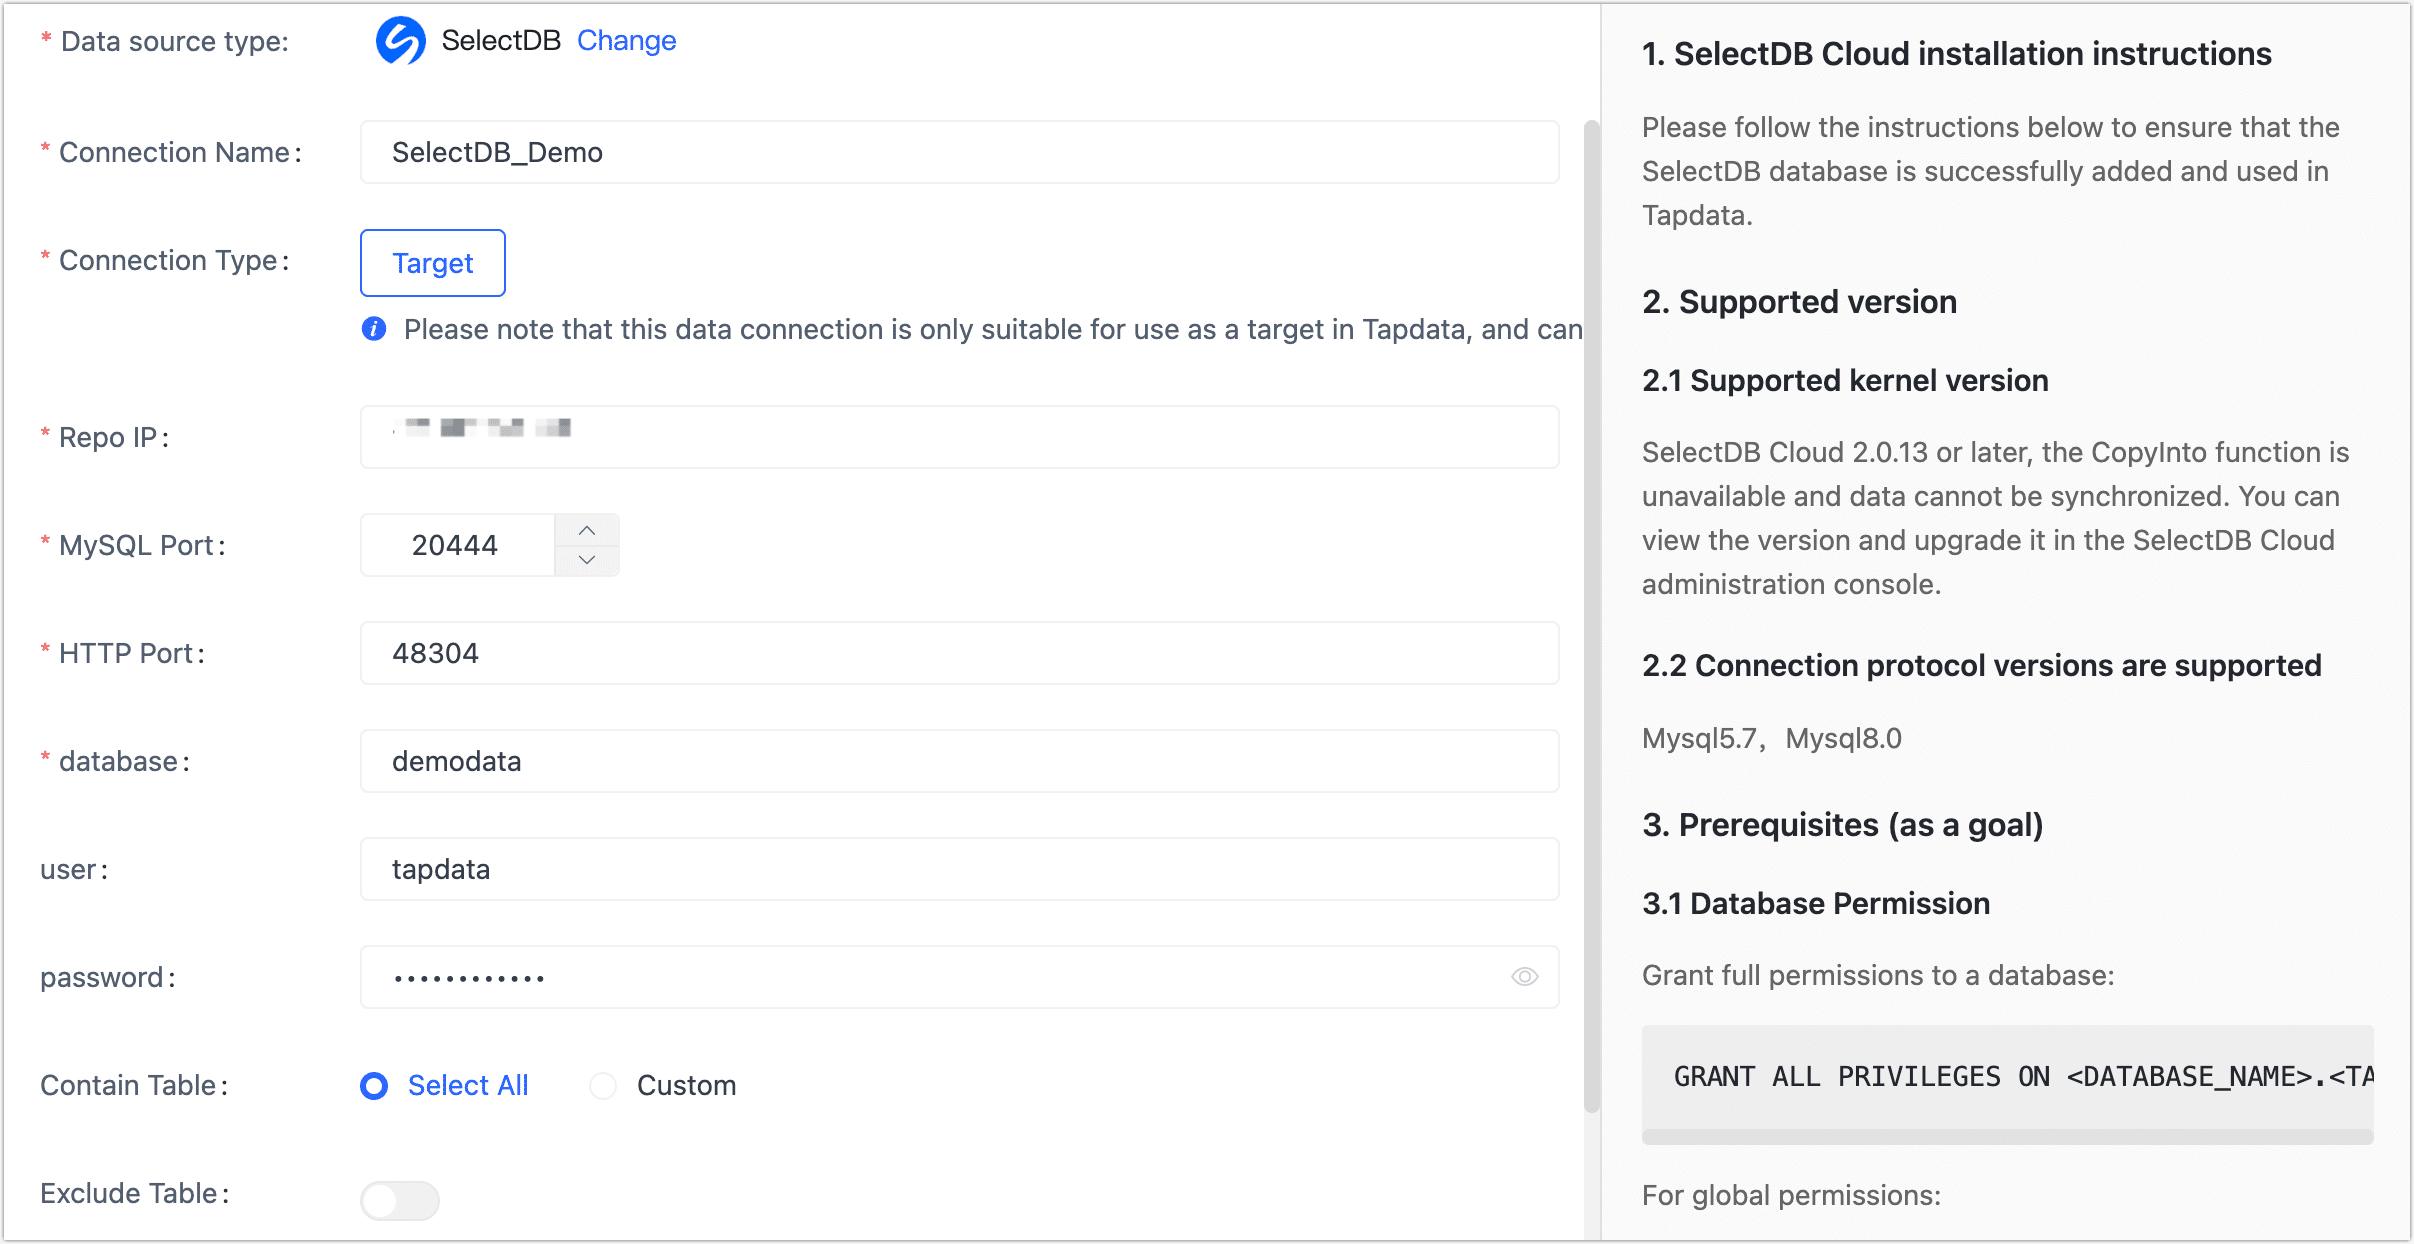 * Data source type: SelectDB Change
* Connection Name: SelectDB_Demo
* Connection Type: Target
Please note that this data connection is only suitable for use as a target in Tapdata, and can
* Repo IP:
* MySQL Port: 20444
* HTTP Port: 48304
* database: demodata
user: tapdata
password: ••••••••••••
Contain Table: Select All Custom
Exclude Table:
1. SelectDB Cloud installation instructions
Please follow the instructions below to ensure that the
SelectDB database is successfully added and used in
Tapdata.
2. Supported version
2.1 Supported kernel version
SelectDB Cloud 2.0.13 or later, the CopyInto function is
unavailable and data cannot be synchronized. You can
view the version and upgrade it in the SelectDB Cloud
administration console.
2.2 Connection protocol versions are supported
Mysql5.7，Mysql8.0
3. Prerequisites (as a goal)
3.1 Database Permission
Grant full permissions to a database:
GRANT ALL PRIVILEGES ON <DATABASE_NAME>.<TA
For global permissions: